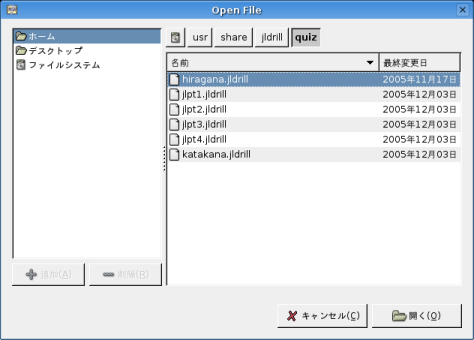 Open File
ホーム
デスクトップ
ファイルシステム
usr share jldrill quiz
名前 最終変更日
hiragana.jldrill 2005年11月17日
jlpt1.jldrill 2005年12月03日
jlpt2.jldrill 2005年12月03日
jlpt3.jldrill 2005年12月03日
jlpt4.jldrill 2005年12月03日
katakana.jldrill 2005年12月03日
追加(A) 削除(R)
キャンセル(C) 開く(O)